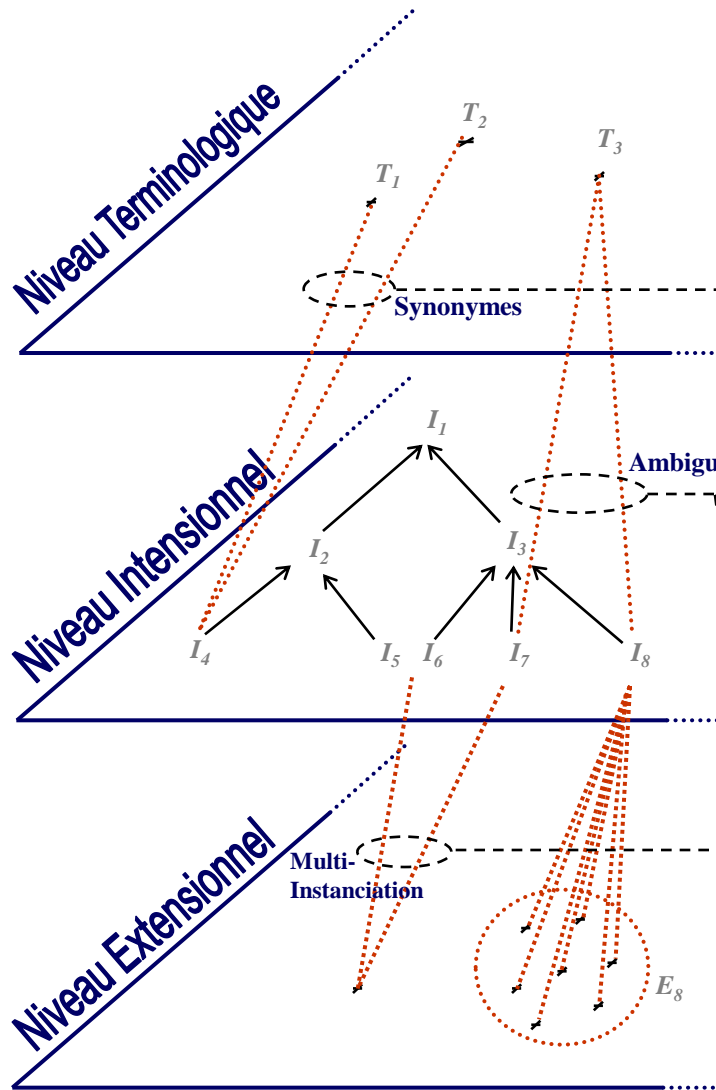 Niveau Terminologique
T2
T1
T3
Synonymes
Niveau Intensionnel
I1
Ambigu
I2
I3
I4
I5
I6
I7
I8
Niveau Extensionnel
Multi-
Instanciation
E8